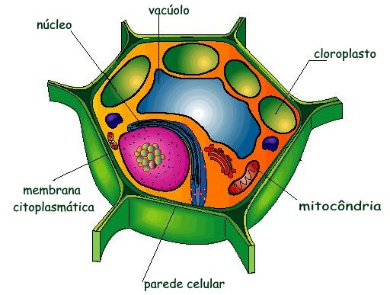 vacúolo
núcleo
cloroplasto
membrana
citoplasmática
mitocôndria
parede celular